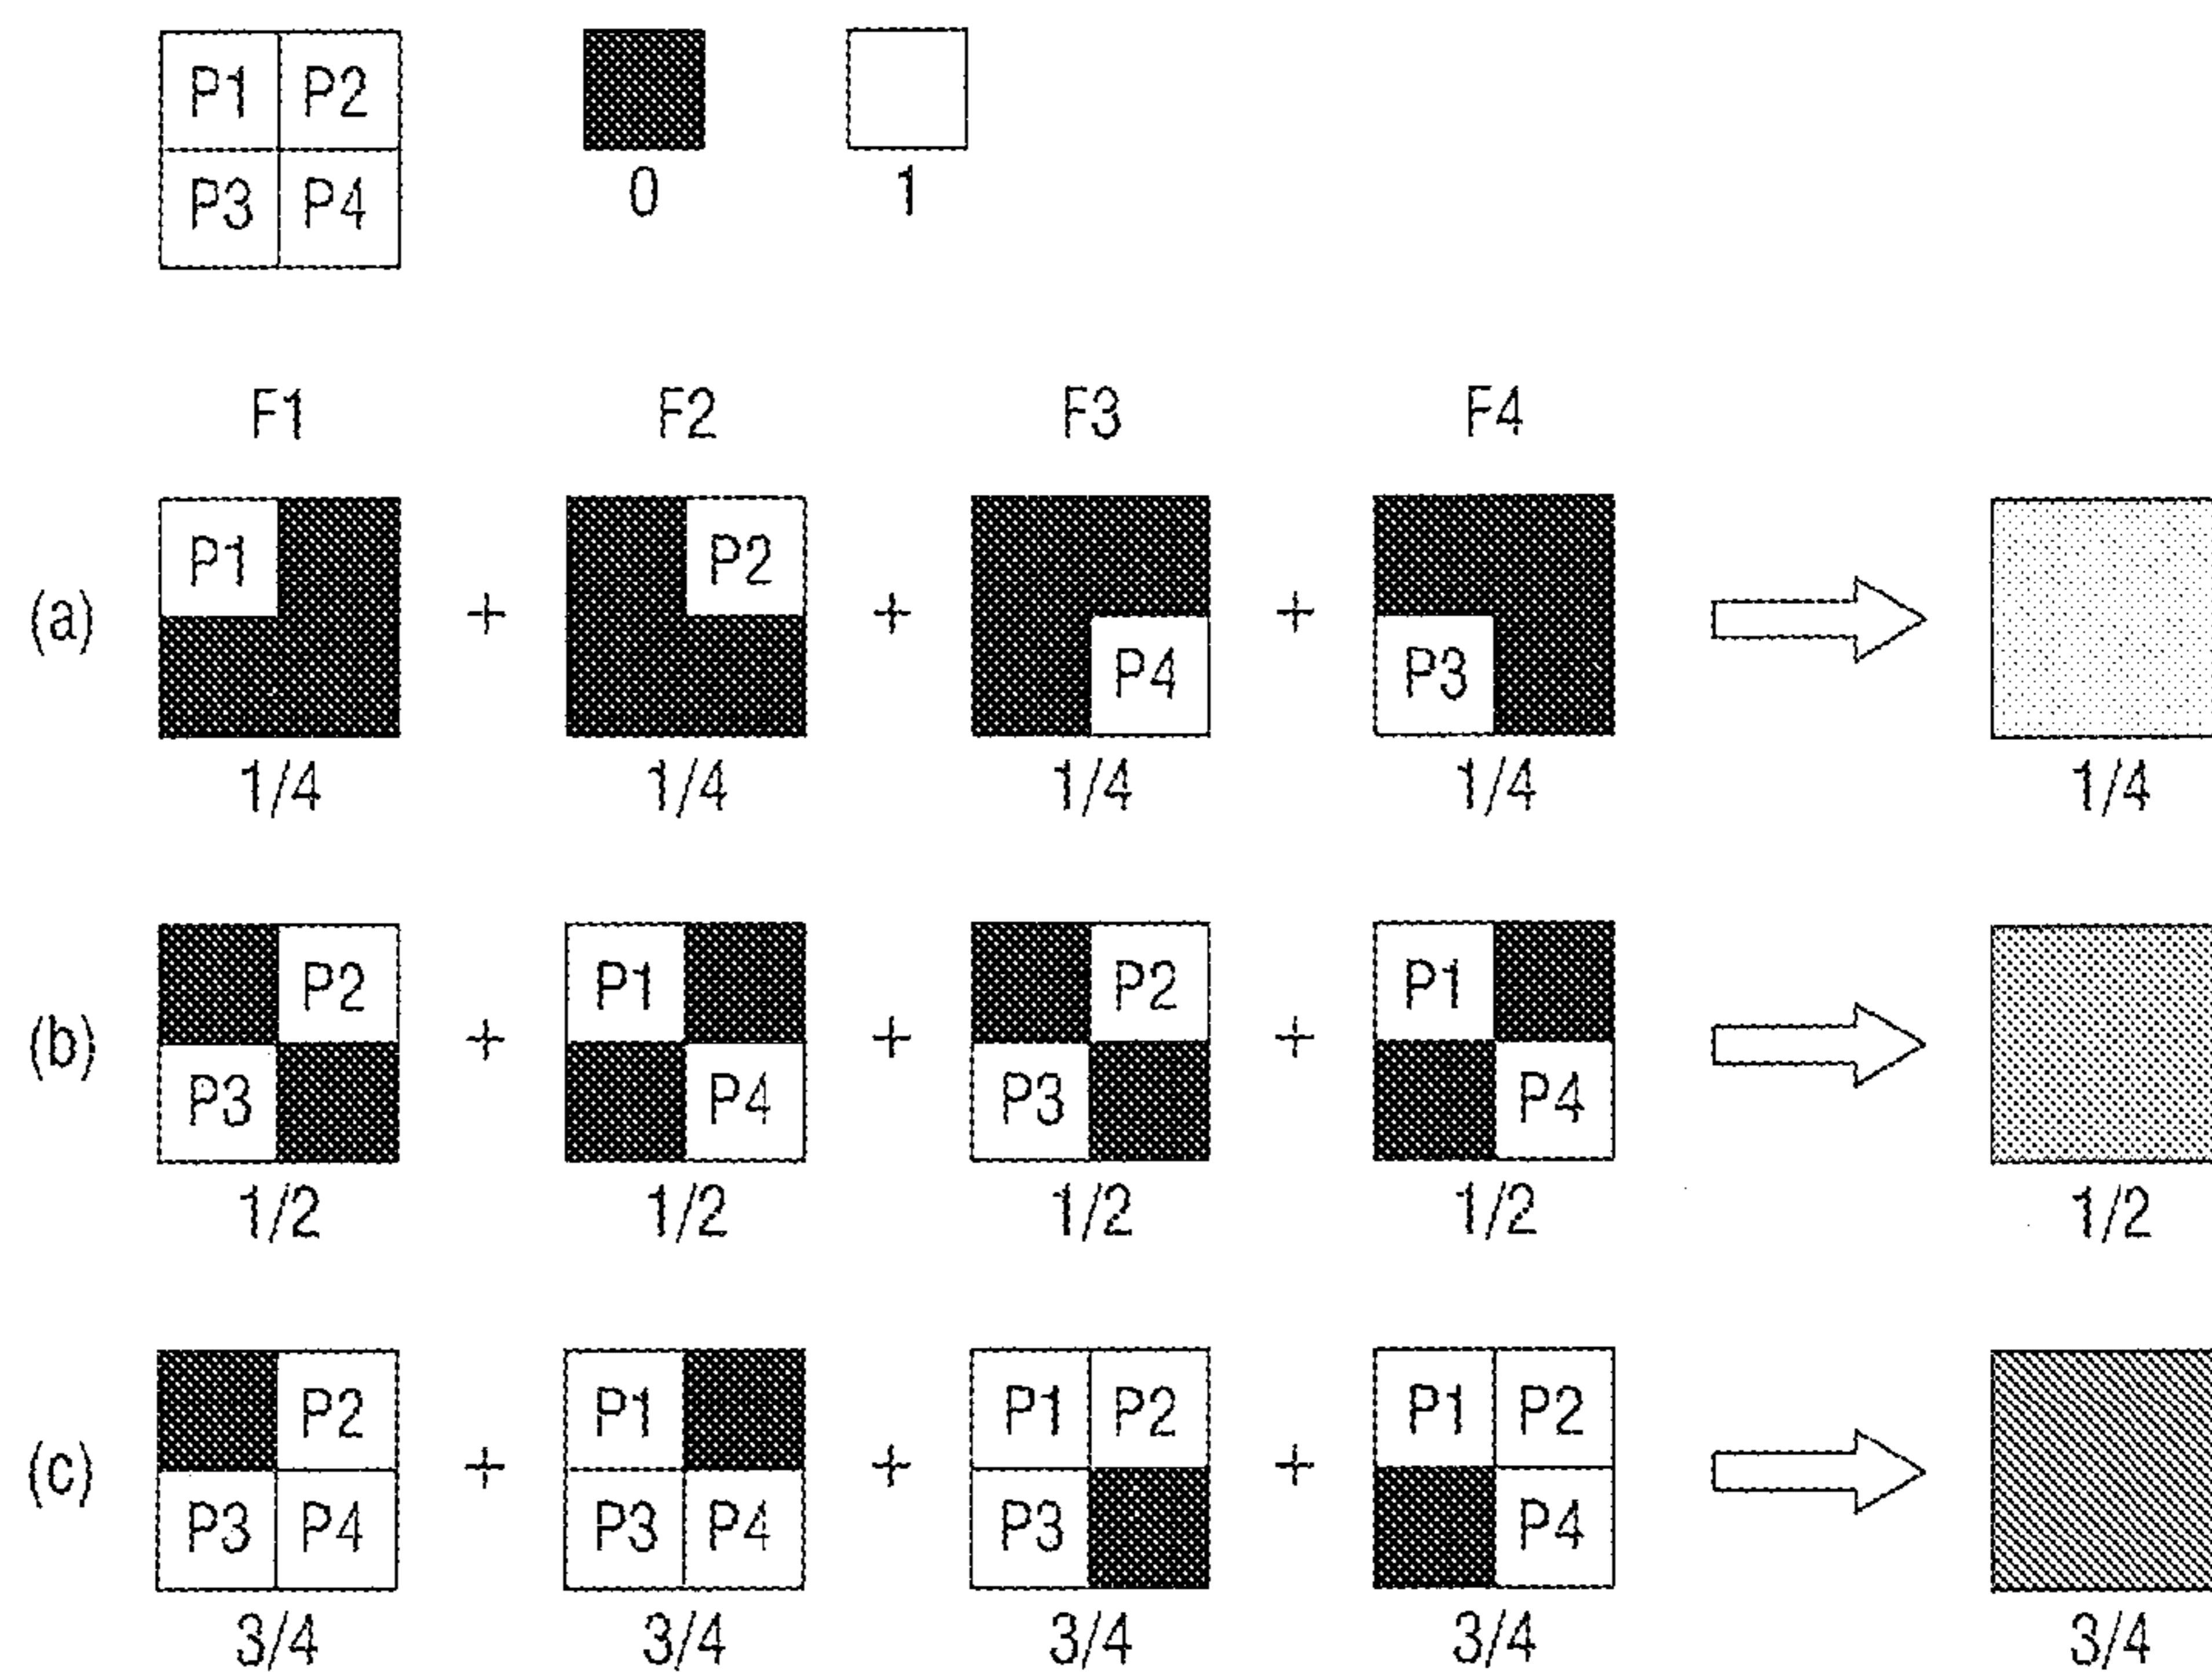 P1 P2
P3 P4
0 1
F1 F2 F3 F4
(a) P1 + P2 + P4 + P3
1/4 1/4 1/4 1/4 1/4
(b) P2 P1 P2 P1
+ + +
P3 P4 P3 P4
1/2 1/2 1/2 1/2 1/2
(c) P2 P1 P1 P2 P1 P2
+ + +
P3 P4 P3 P4 P3 P4
3/4 3/4 3/4 3/4 3/4